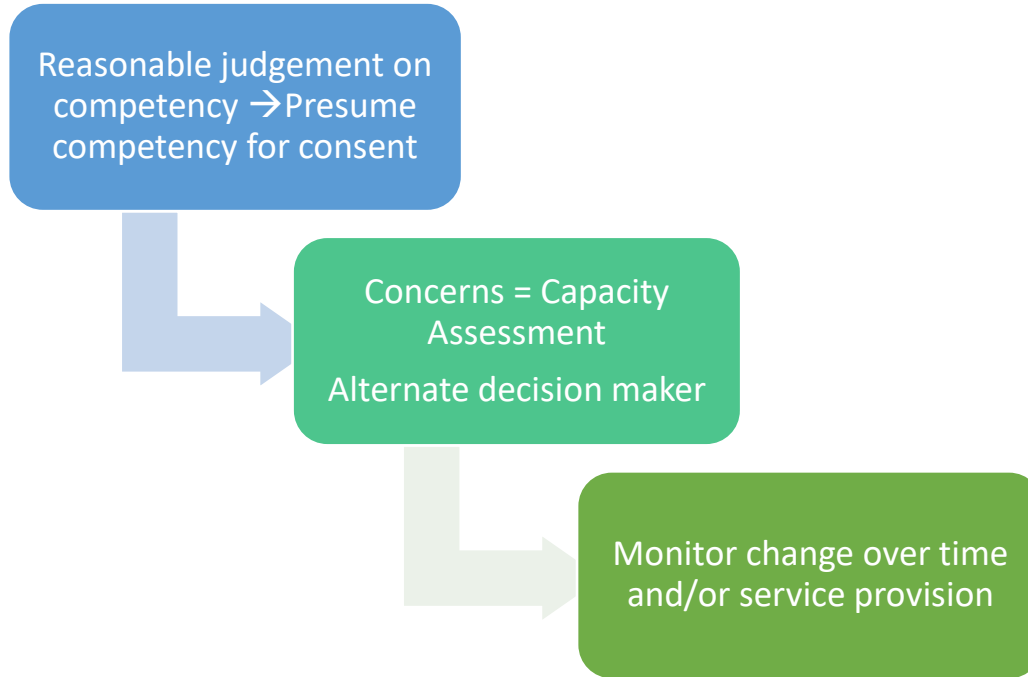 Reasonable judgement on
competency →Presume
competency for consent
Concerns = Capacity
Assessment
Alternate decision maker
Monitor change over time
and/or service provision